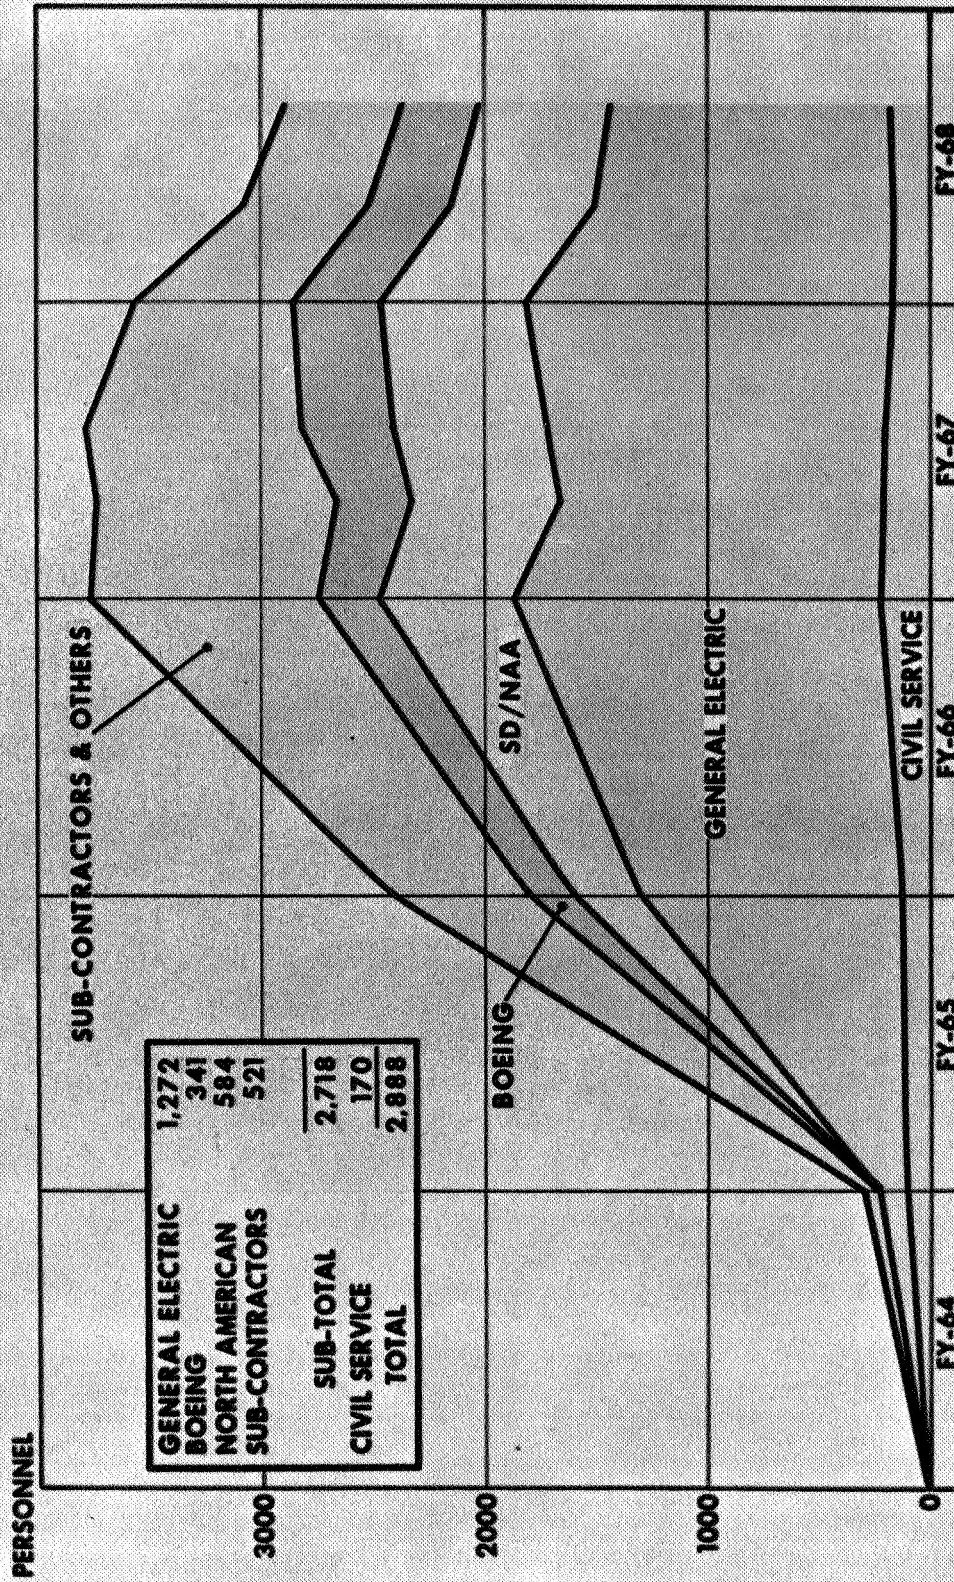 PERSONNEL
SUB-CONTRACTORS & OTHERS
GENERAL ELECTRIC 1,272
BOEING 341
NORTH AMERICAN 584
SUB-CONTRACTORS 521
SUB-TOTAL 2,718
CIVIL SERVICE 170
TOTAL 2,888
3000
BOEING
SD/NAA
2000
GENERAL ELECTRIC
1000
CIVIL SERVICE
0
FY-64 FY-65 FY-66 FY-67 FY-68